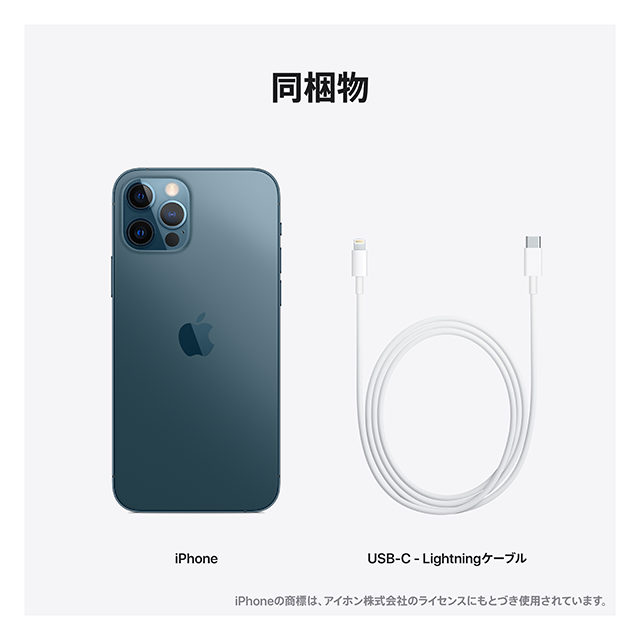 同梱物
iPhone
USB-C - Lightningケーブル
iPhoneの商標は、アイホン株式会社のライセンスにもとづき使用されています。